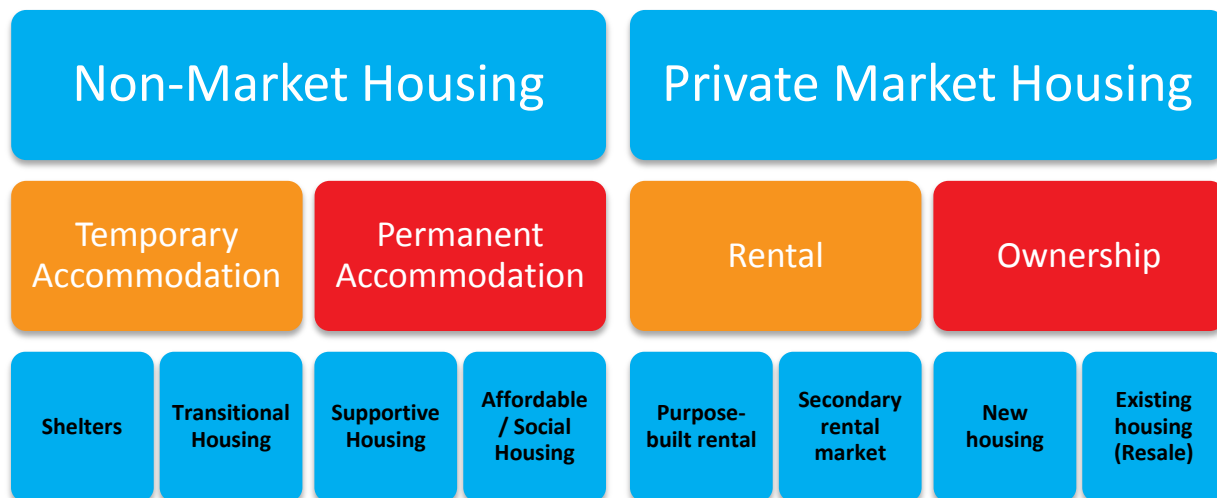 Non-Market Housing
Private Market Housing
Temporary
Accommodation
Permanent
Accommodation
Rental
Ownership
Shelters
Transitional
Housing
Supportive
Housing
Affordable
/ Social
Housing
Purpose-
built rental
Secondary
rental
market
New
housing
Existing
housing
(Resale)